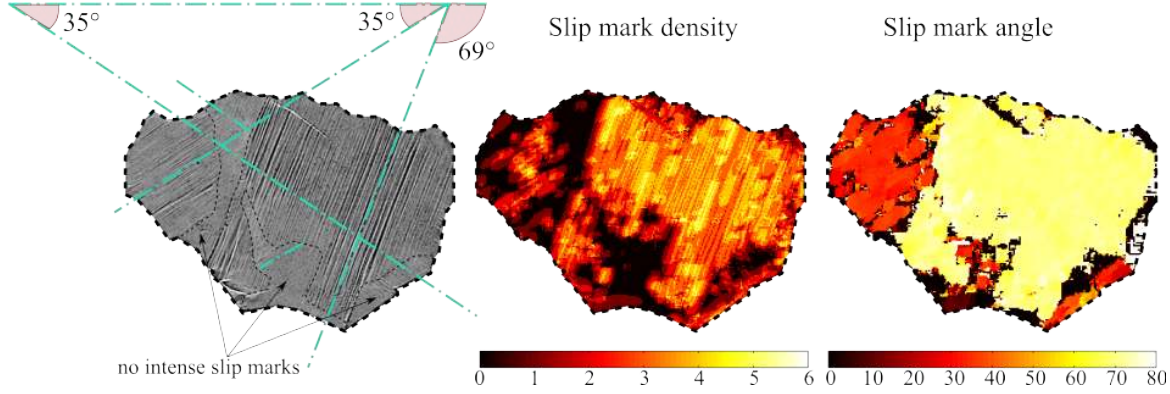 35°
35°
69°
Slip mark density
Slip mark angle
no intense slip marks
0 1 2 3 4 5 6
0 10 20 30 40 50 60 70 80